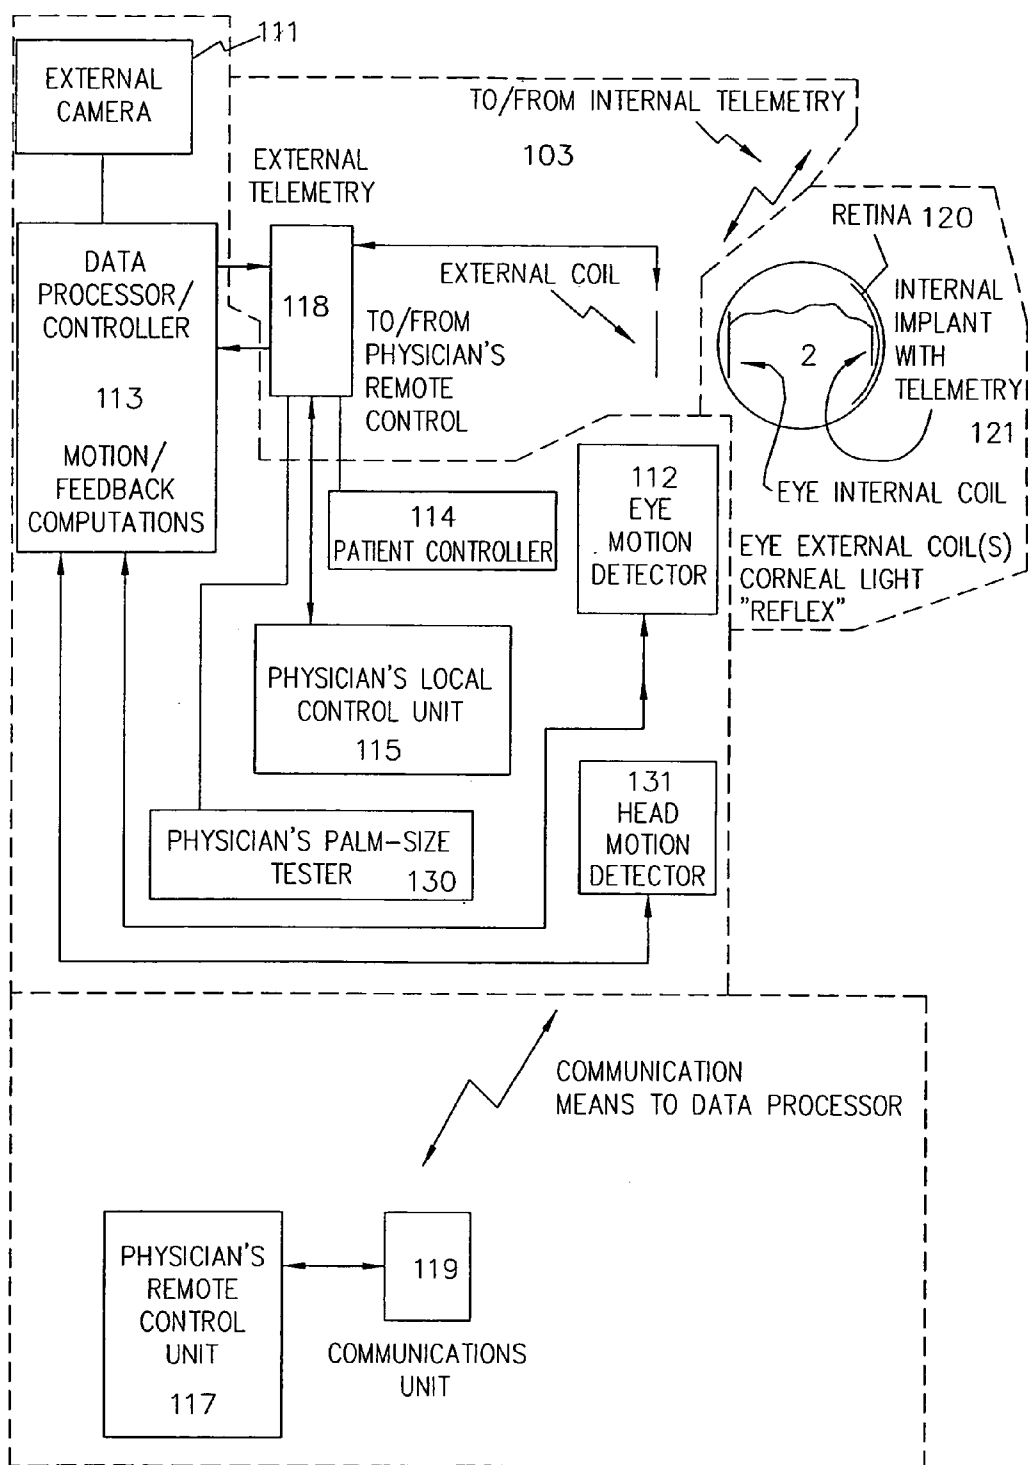 111
EXTERNAL
CAMERA
TO/FROM INTERNAL TELEMETRY
103
EXTERNAL
TELEMETRY
RETINA 120
DATA
PROCESSOR/
CONTROLLER
113
MOTION/
FEEDBACK
COMPUTATIONS
118
EXTERNAL COIL
TO/FROM
PHYSICIAN'S
REMOTE
CONTROL
2
INTERNAL
IMPLANT
WITH
TELEMETRY
121
EYE INTERNAL COIL
EYE EXTERNAL COIL(S)
CORNEAL LIGHT
"REFLEX"
112
EYE
MOTION
DETECTOR
114
PATIENT CONTROLLER
PHYSICIAN'S LOCAL
CONTROL UNIT
115
131
HEAD
MOTION
DETECTOR
PHYSICIAN'S PALM-SIZE
TESTER 130
COMMUNICATION
MEANS TO DATA PROCESSOR
PHYSICIAN'S
REMOTE
CONTROL
UNIT
117
119
COMMUNICATIONS
UNIT